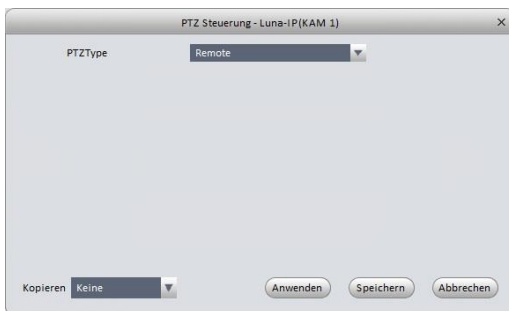 PTZ Steuerung - Luna-IP(KAM 1)
PTZType Remote
Kopieren Keine Anwenden Speichern Abbrechen